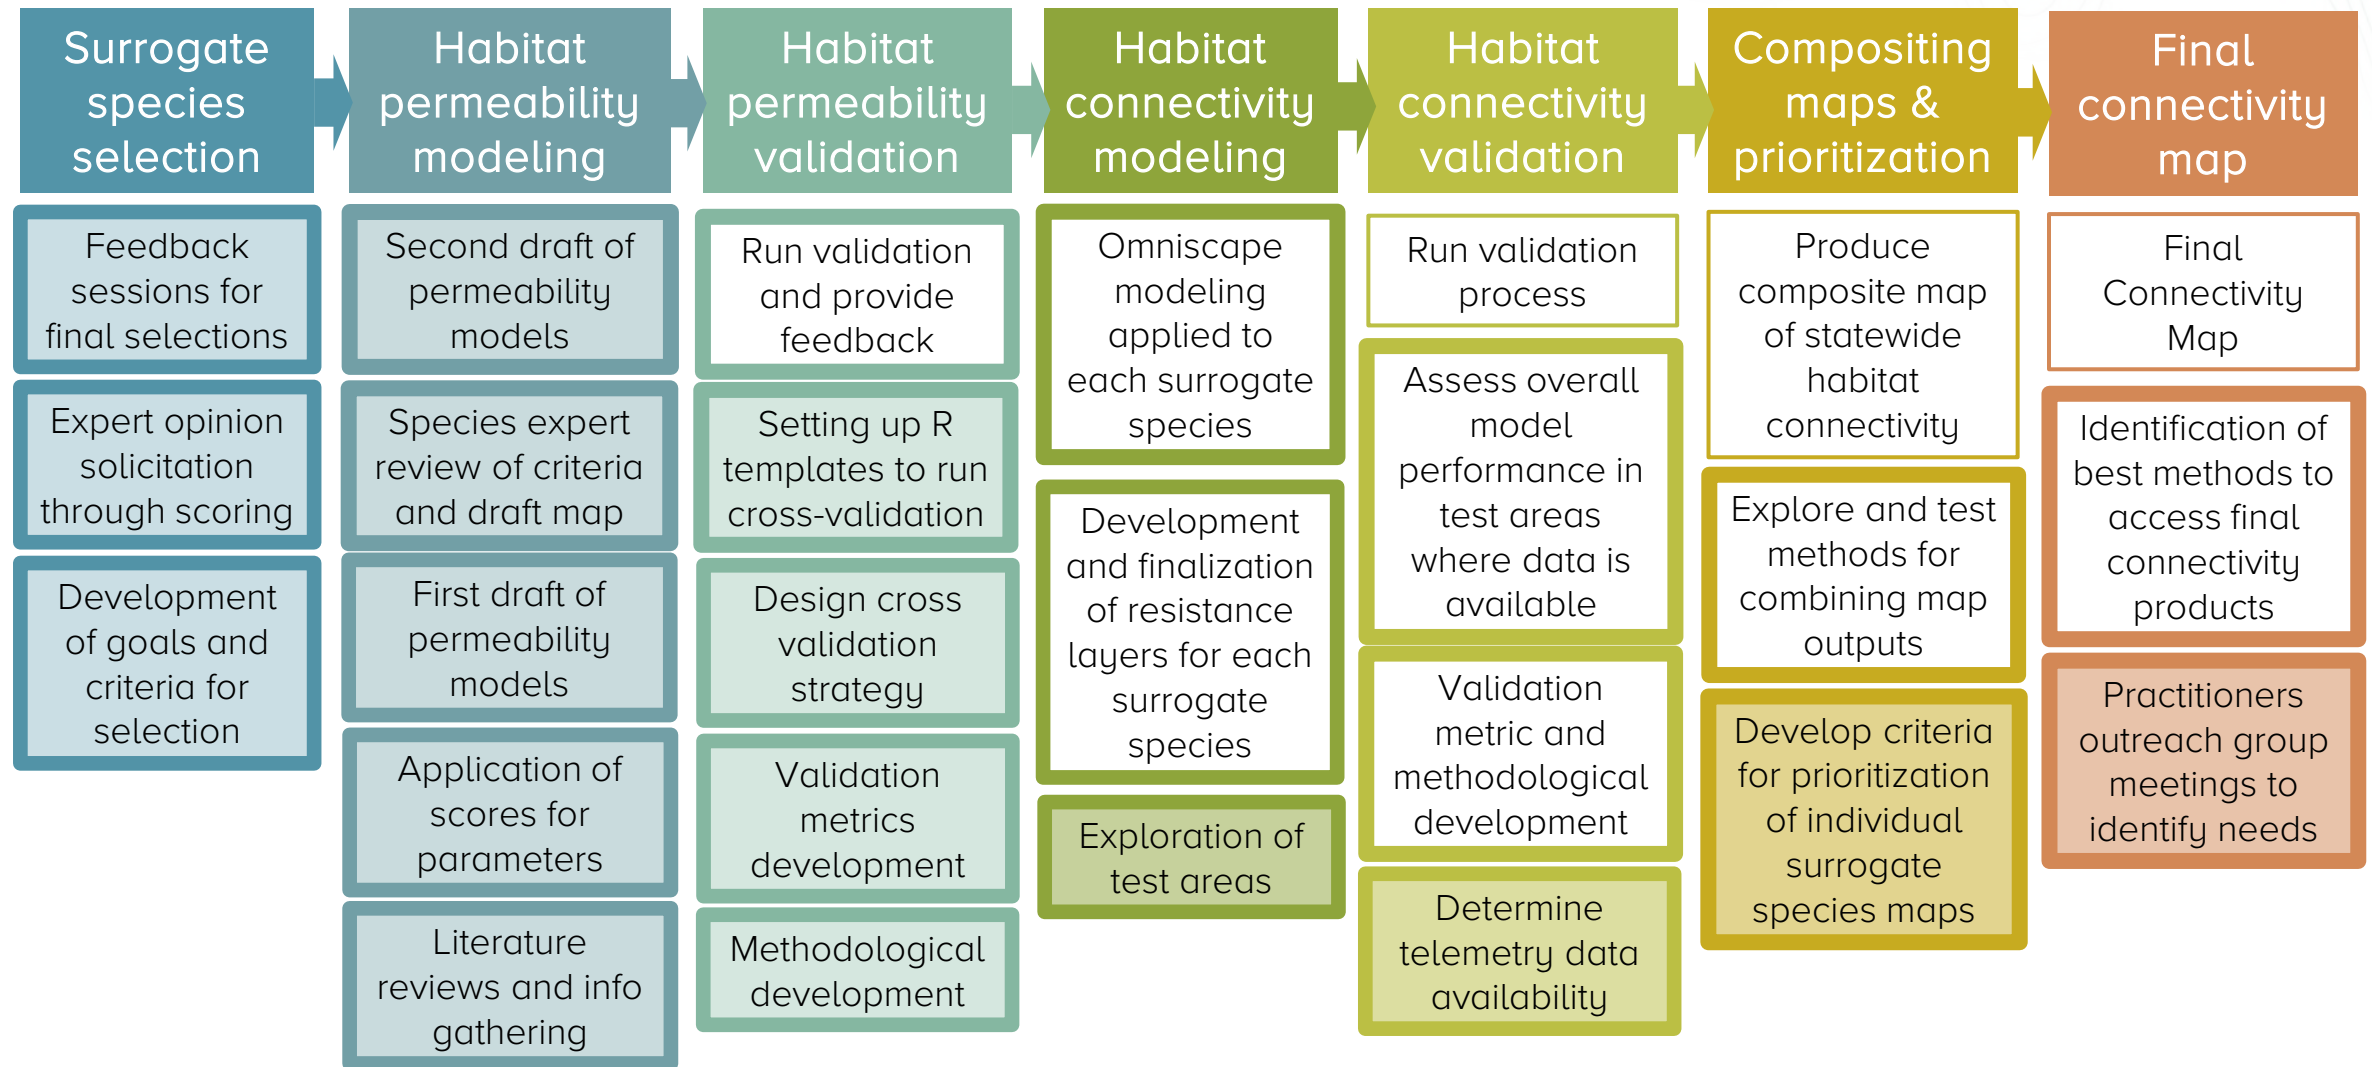 Surrogate
species
selection
Feedback
sessions for
final selections
Expert opinion
solicitation
through scoring
Development
of goals and
criteria for
selection
Habitat
permeability
modeling
Second draft of
permeability
models
Species expert
review of criteria
and draft map
First draft of
permeability
models
Application of
scores for
parameters
Literature
reviews and info
gathering
Habitat
permeability
validation
Run validation
and provide
feedback
Setting up R
templates to run
cross-validation
Design cross
validation
strategy
Validation
metrics
development
Methodological
development
Habitat
connectivity
modeling
Omniscape
modeling
applied to
each surrogate
species
Development
and finalization
of resistance
layers for each
surrogate
species
Exploration of
test areas
Habitat
connectivity
validation
Run validation
process
Assess overall
model
performance in
test areas
where data is
available
Validation
metric and
methodological
development
Determine
telemetry data
availability
Compositing
maps &
prioritization
Produce
composite map
of statewide
habitat
connectivity
Explore and test
methods for
combining map
outputs
Develop criteria
for prioritization
of individual
surrogate
species maps
Final
connectivity
map
Final
Connectivity
Map
Identification of
best methods to
access final
connectivity
products
Practitioners
outreach group
meetings to
identify needs